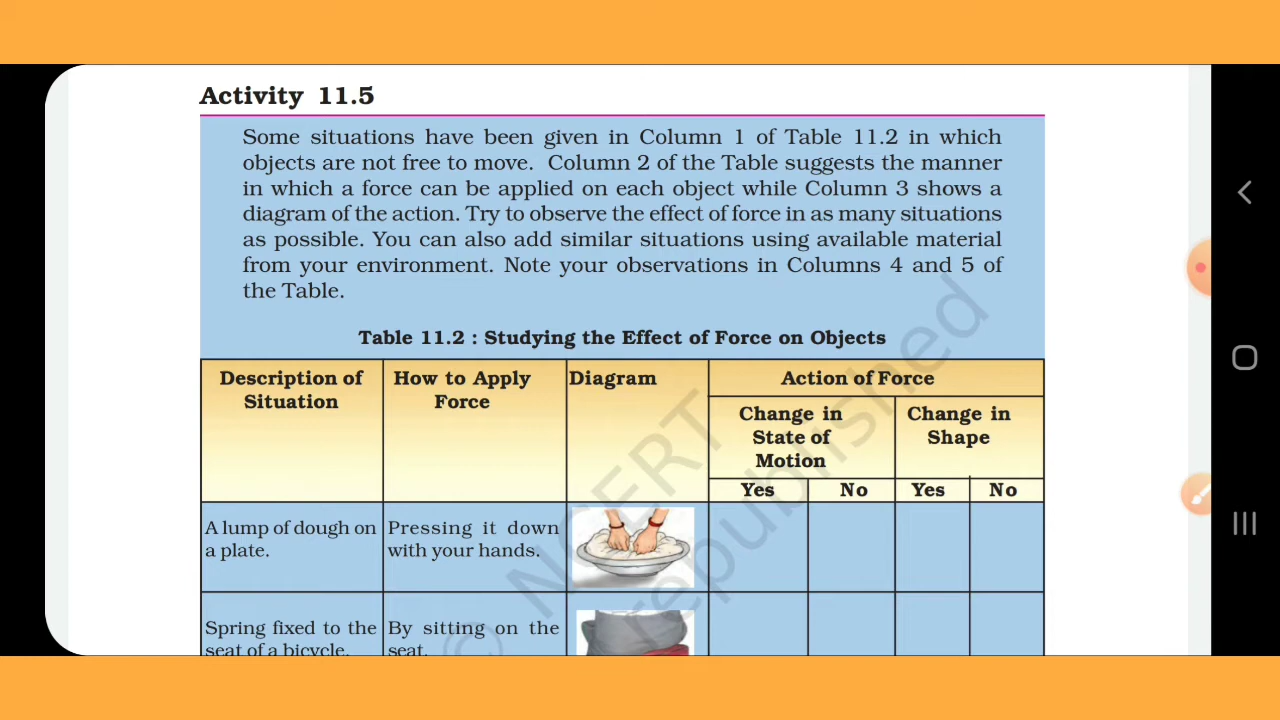 Activity 11.5
Some situations have been given in Column 1 of Table 11.2 in which
objects are not free to move. Column 2 of the Table suggests the manner
in which a force can be applied on each object while Column 3 shows a
diagram of the action. Try to observe the effect of force in as many situations
as possible. You can also add similar situations using available material
from your environment. Note your observations in Columns 4 and 5 of
the Table.
Table 11.2 : Studying the Effect of Force on Objects
Description of
Situation
How to Apply
Force
Diagram
Action of Force
Change in
State of
Motion
Change in
Shape
Yes
No
Yes
No
A lump of dough on
a plate.
Pressing it down
with your hands.
Spring fixed to the
seat of a bicycle.
By sitting on the
seat.
© NCERT
republished